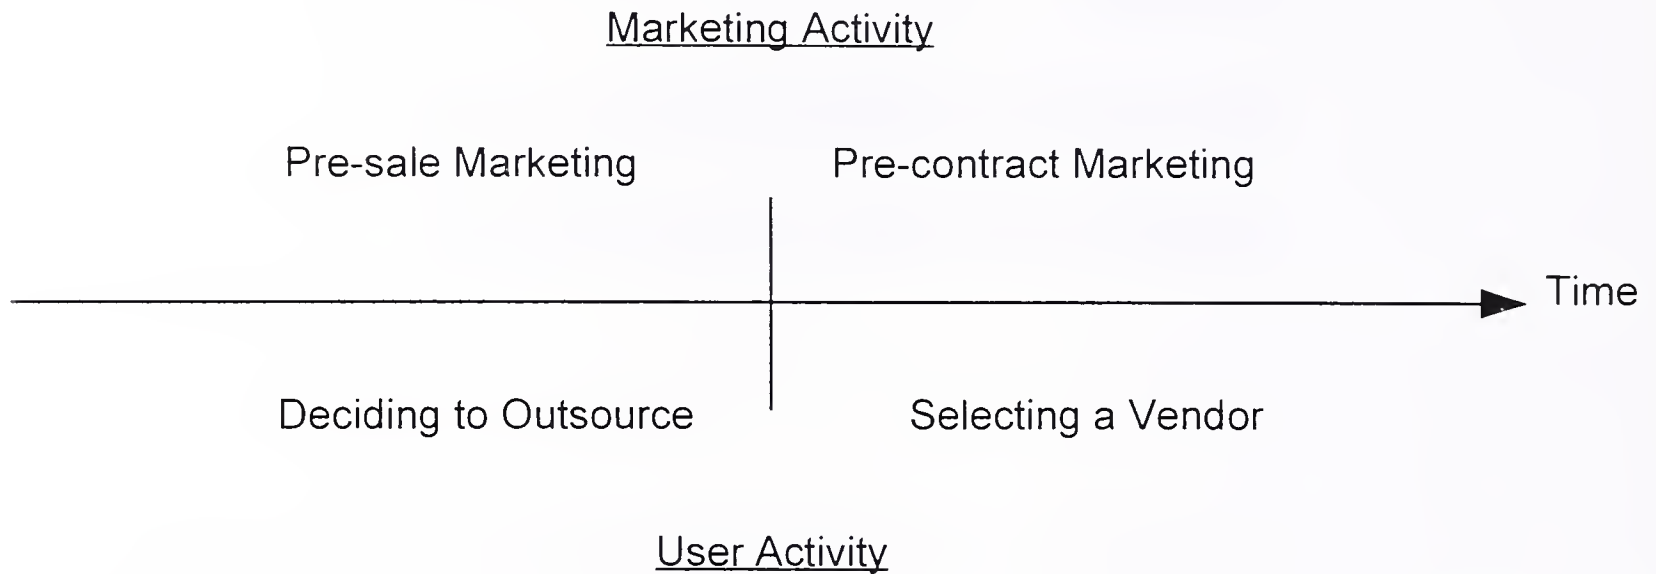 Marketing Activity
Pre-sale Marketing
Pre-contract Marketing
Time
Deciding to Outsource
Selecting a Vendor
User Activity